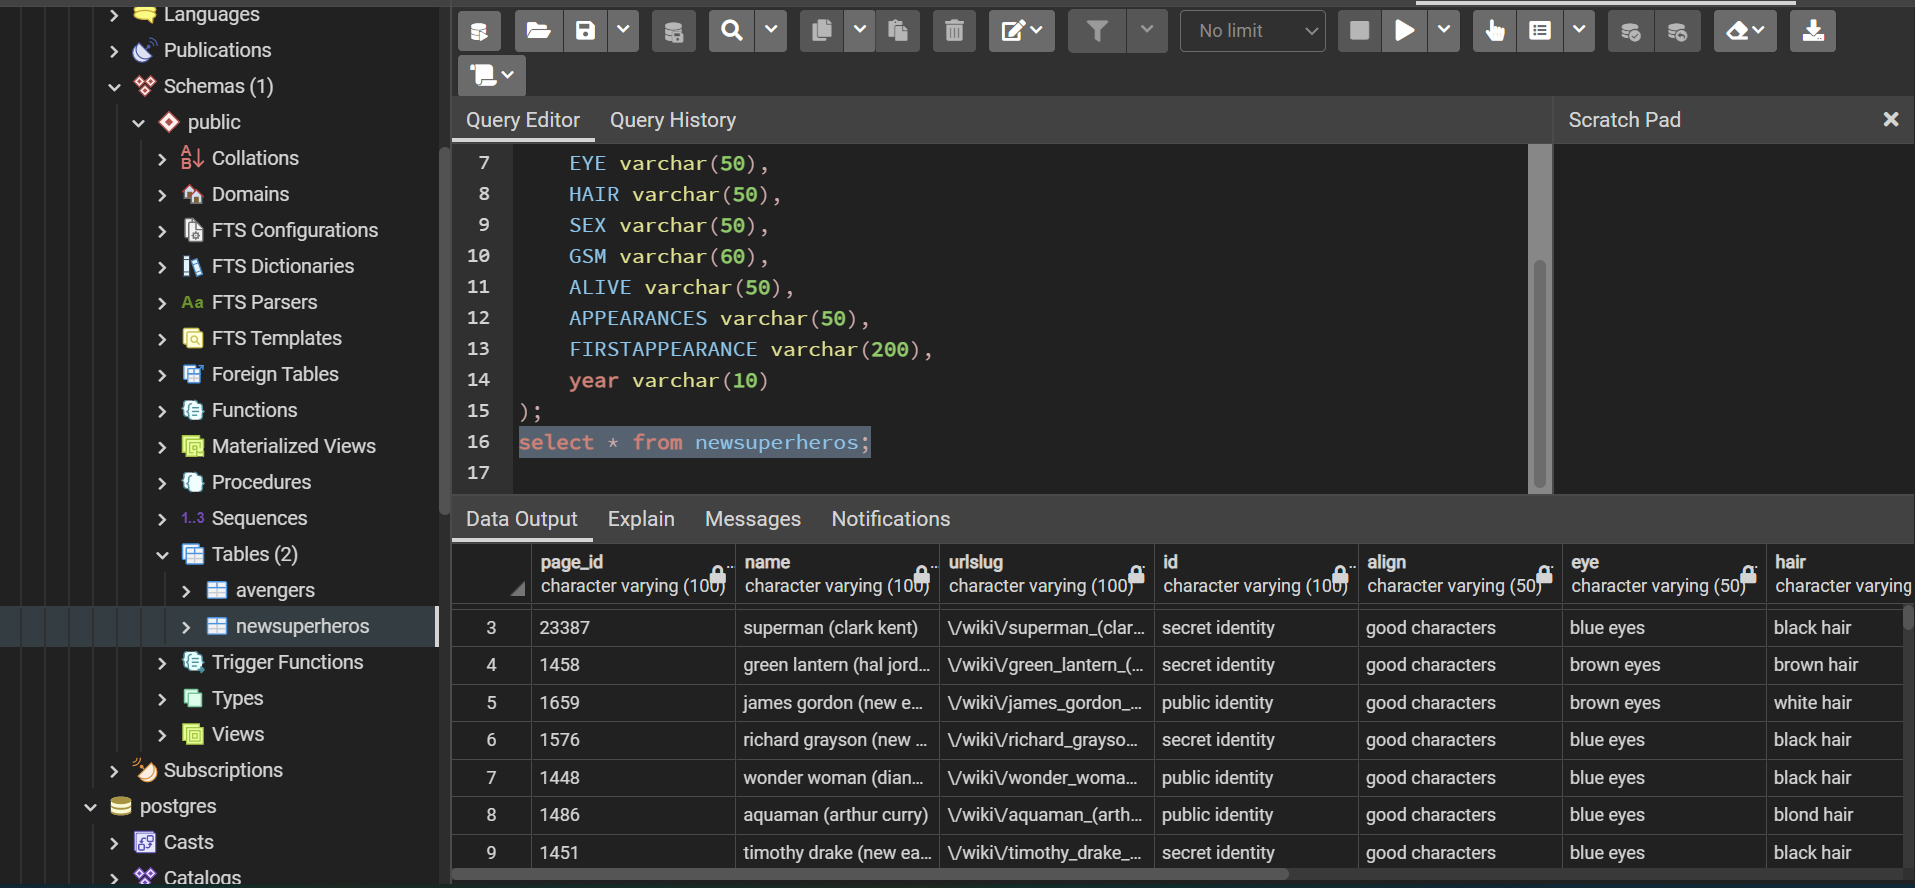 Languages
Publications
Schemas (1)
public
Collations
Domains
FTS Configurations
FTS Dictionaries
Aa FTS Parsers
FTS Templates
Foreign Tables
Functions
Materialized Views
Procedures
1..3 Sequences
Tables (2)
avengers
newsuperheros
Trigger Functions
Types
Views
Subscriptions
postgres
Casts
Catalogs
No limit
Query Editor Query History
Scratch Pad
7 EYE varchar(50),
8 HAIR varchar(50),
9 SEX varchar(50),
10 GSM varchar(60),
11 ALIVE varchar(50),
12 APPEARANCES varchar(50),
13 FIRSTAPPEARANCE varchar(200),
14 year varchar(10)
15 );
16 select * from newsuperheros;
17
Data Output Explain Messages Notifications
page_id name urlslug id align eye hair
character varying (100) character varying (100) character varying (100) character varying (100) character varying (50) character varying (50) character varying
3 23387 superman (clark kent) \/wiki\/superman_(clar... secret identity good characters blue eyes black hair
4 1458 green lantern (hal jord... \/wiki\/green_lantern_(... secret identity good characters brown eyes brown hair
5 1659 james gordon (new e... \/wiki\/james_gordon_... public identity good characters brown eyes white hair
6 1576 richard grayson (new ... \/wiki\/richard_grayso... secret identity good characters blue eyes black hair
7 1448 wonder woman (dian... \/wiki\/wonder_woma... public identity good characters blue eyes black hair
8 1486 aquaman (arthur curry) \/wiki\/aquaman_(arth... public identity good characters blue eyes blond hair
9 1451 timothy drake (new ea... \/wiki\/timothy_drake_... secret identity good characters blue eyes black hair